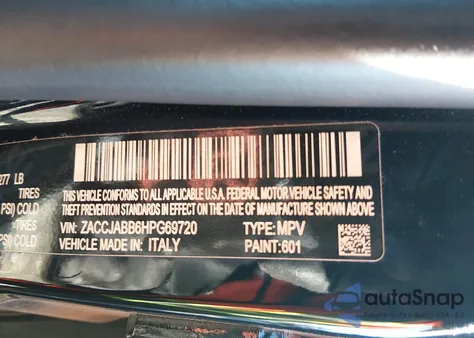 277 LB
TIRES
PSI) COLD
TIRES
PSI) COLD
THIS VEHICLE CONFORMS TO ALL APPLICABLE U.S.A. FEDERAL MOTOR VEHICLE SAFETY AND
THEFT PREVENTION STANDARDS IN EFFECT ON THE DATE OF MANUFACTURE SHOWN ABOVE
VIN: ZACCJABB6HPG69720 TYPE: MPV
VEHICLE MADE IN: ITALY PAINT: 601
autaSnap